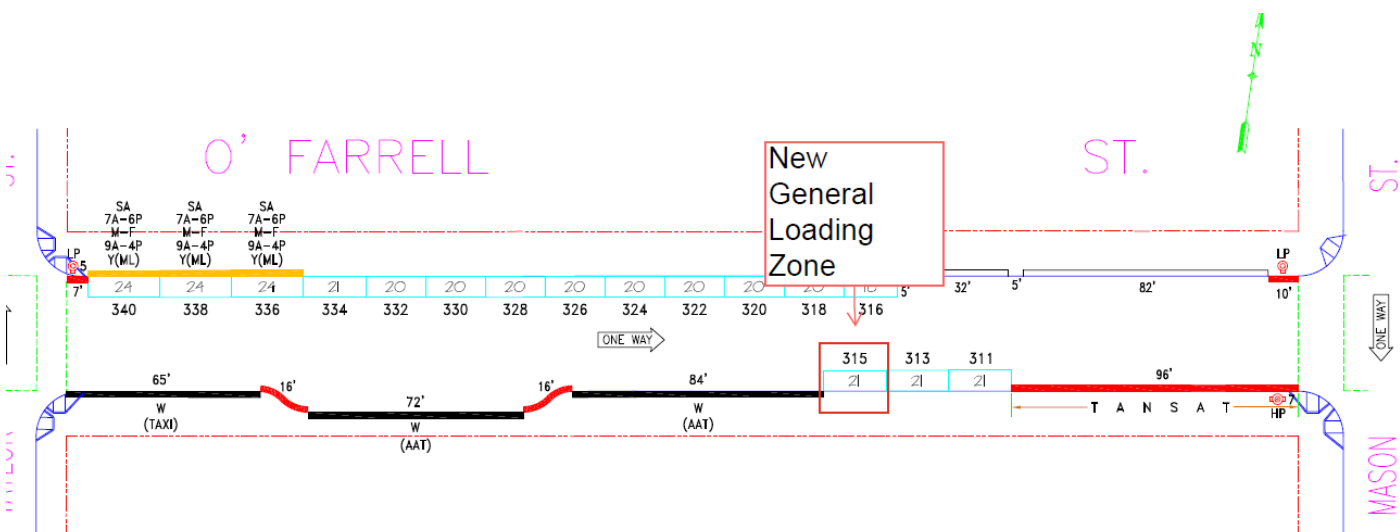 N
O' FARRELL ST.
ST.
New
General
Loading
Zone
SA SA SA
7A-6P 7A-6P 7A-6P
M-F M-F M-F
9A-4P 9A-4P 9A-4P
Y(ML) Y(ML) Y(ML)
LP 5 LP
7' 24 24 24 21 20 20 20 20 20 20 20 20 5' 32' 5' 82' 10'
340 338 336 334 332 330 328 326 324 322 320 318 316
ONE WAY
ONE WAY
315 313 311
21 21 21
65' 16' 72' 16' 84' 96'
W W W T A N S A T 7
(TAXI) (AAT) (AAT) HP
MASON